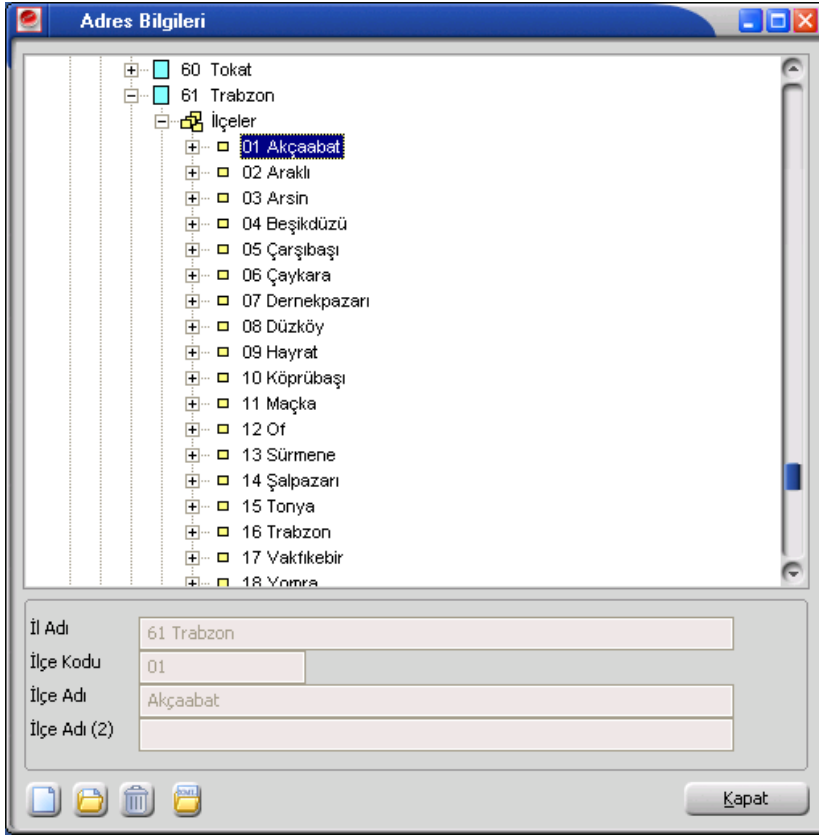 Adres Bilgileri
60 Tokat
61 Trabzon
İlçeler
01 Akçaabat
02 Araklı
03 Arsin
04 Beşikdüzü
05 Çarşıbaşı
06 Çaykara
07 Dernekpazarı
08 Düzköy
09 Hayrat
10 Köprübaşı
11 Maçka
12 Of
13 Sürmene
14 Şalpazarı
15 Tonya
16 Trabzon
17 Vakfıkebir
18 Yomra
İl Adı 61 Trabzon
İlçe Kodu 01
İlçe Adı Akçaabat
İlçe Adı (2)
Kapat